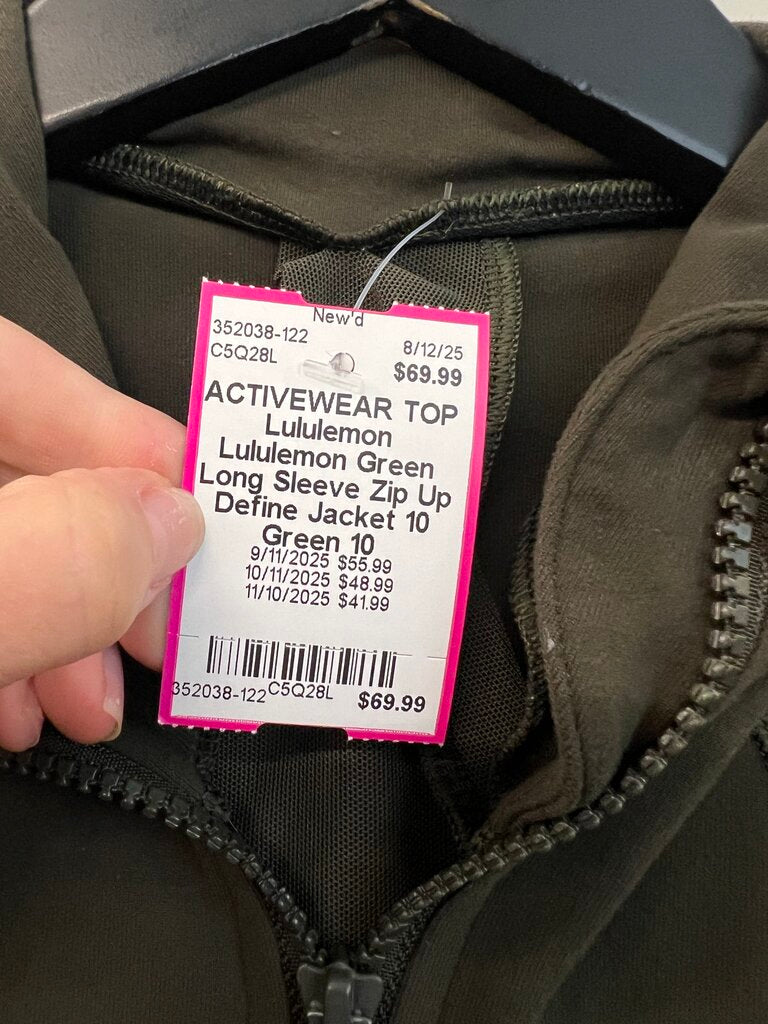 New'd
352038-122
8/12/25
C5Q28L
$69.99
ACTIVEWEAR TOP
Lululemon
Lululemon Green
Long Sleeve Zip Up
Define Jacket 10
Green 10
9/11/2025 $55.99
10/11/2025 $48.99
11/10/2025 $41.99
352038-122 C5Q28L $69.99